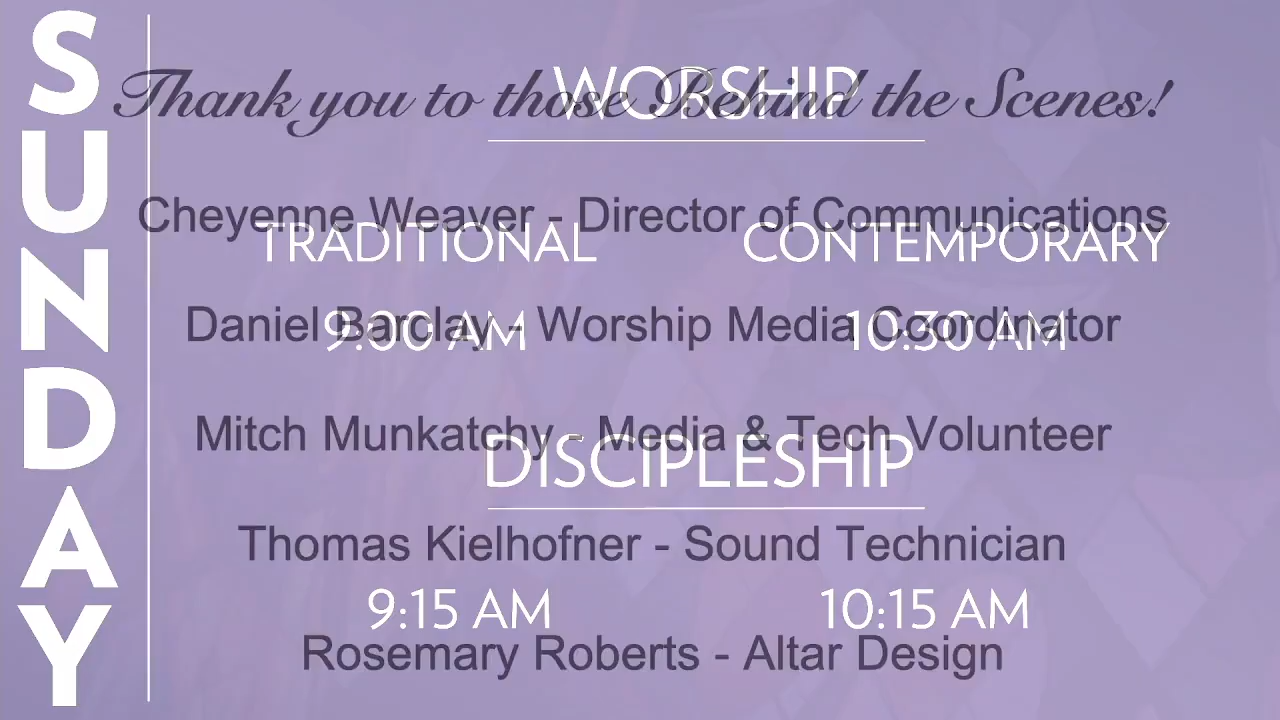 SUNDAY
Thank you to those Behind the Scenes!
WORSHIP
Cheyenne Weaver - Director of Communications
TRADITIONAL CONTEMPORARY
Daniel Barclay - Worship Media Coordinator
9:00 AM 10:30 AM
Mitch Munkatchy - Media & Tech Volunteer
DISCIPLESHIP
Thomas Kielhofner - Sound Technician
9:15 AM 10:15 AM
Rosemary Roberts - Altar Design